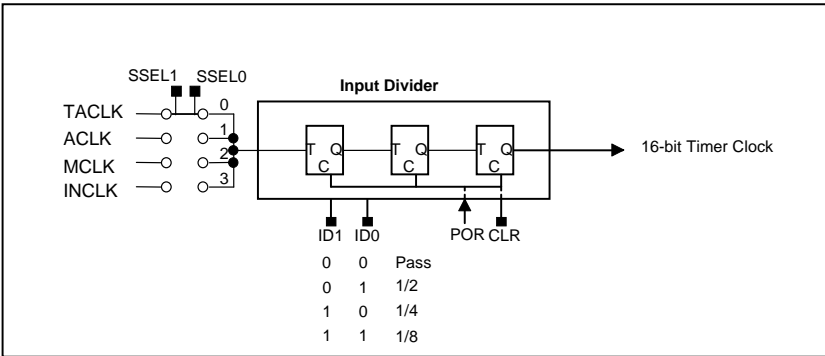 SSEL1 SSEL0
Input Divider
TACLK 0
ACLK 1
MCLK 2
INCLK 3
T Q C
T Q C
T Q C
16-bit Timer Clock
ID1 ID0 POR CLR
0 0 Pass
0 1 1/2
1 0 1/4
1 1 1/8